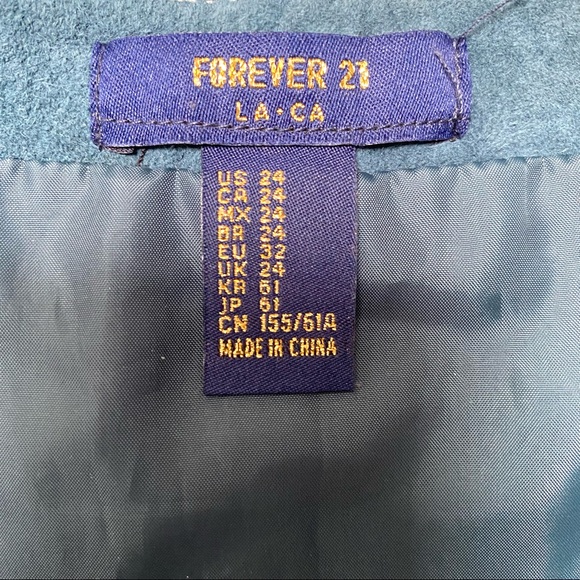 FOREVER 21
LA·CA
US 24
CA 24
MX 24
BR 24
EU 32
UK 24
KR 61
JP 61
CN 155/61A
MADE IN CHINA